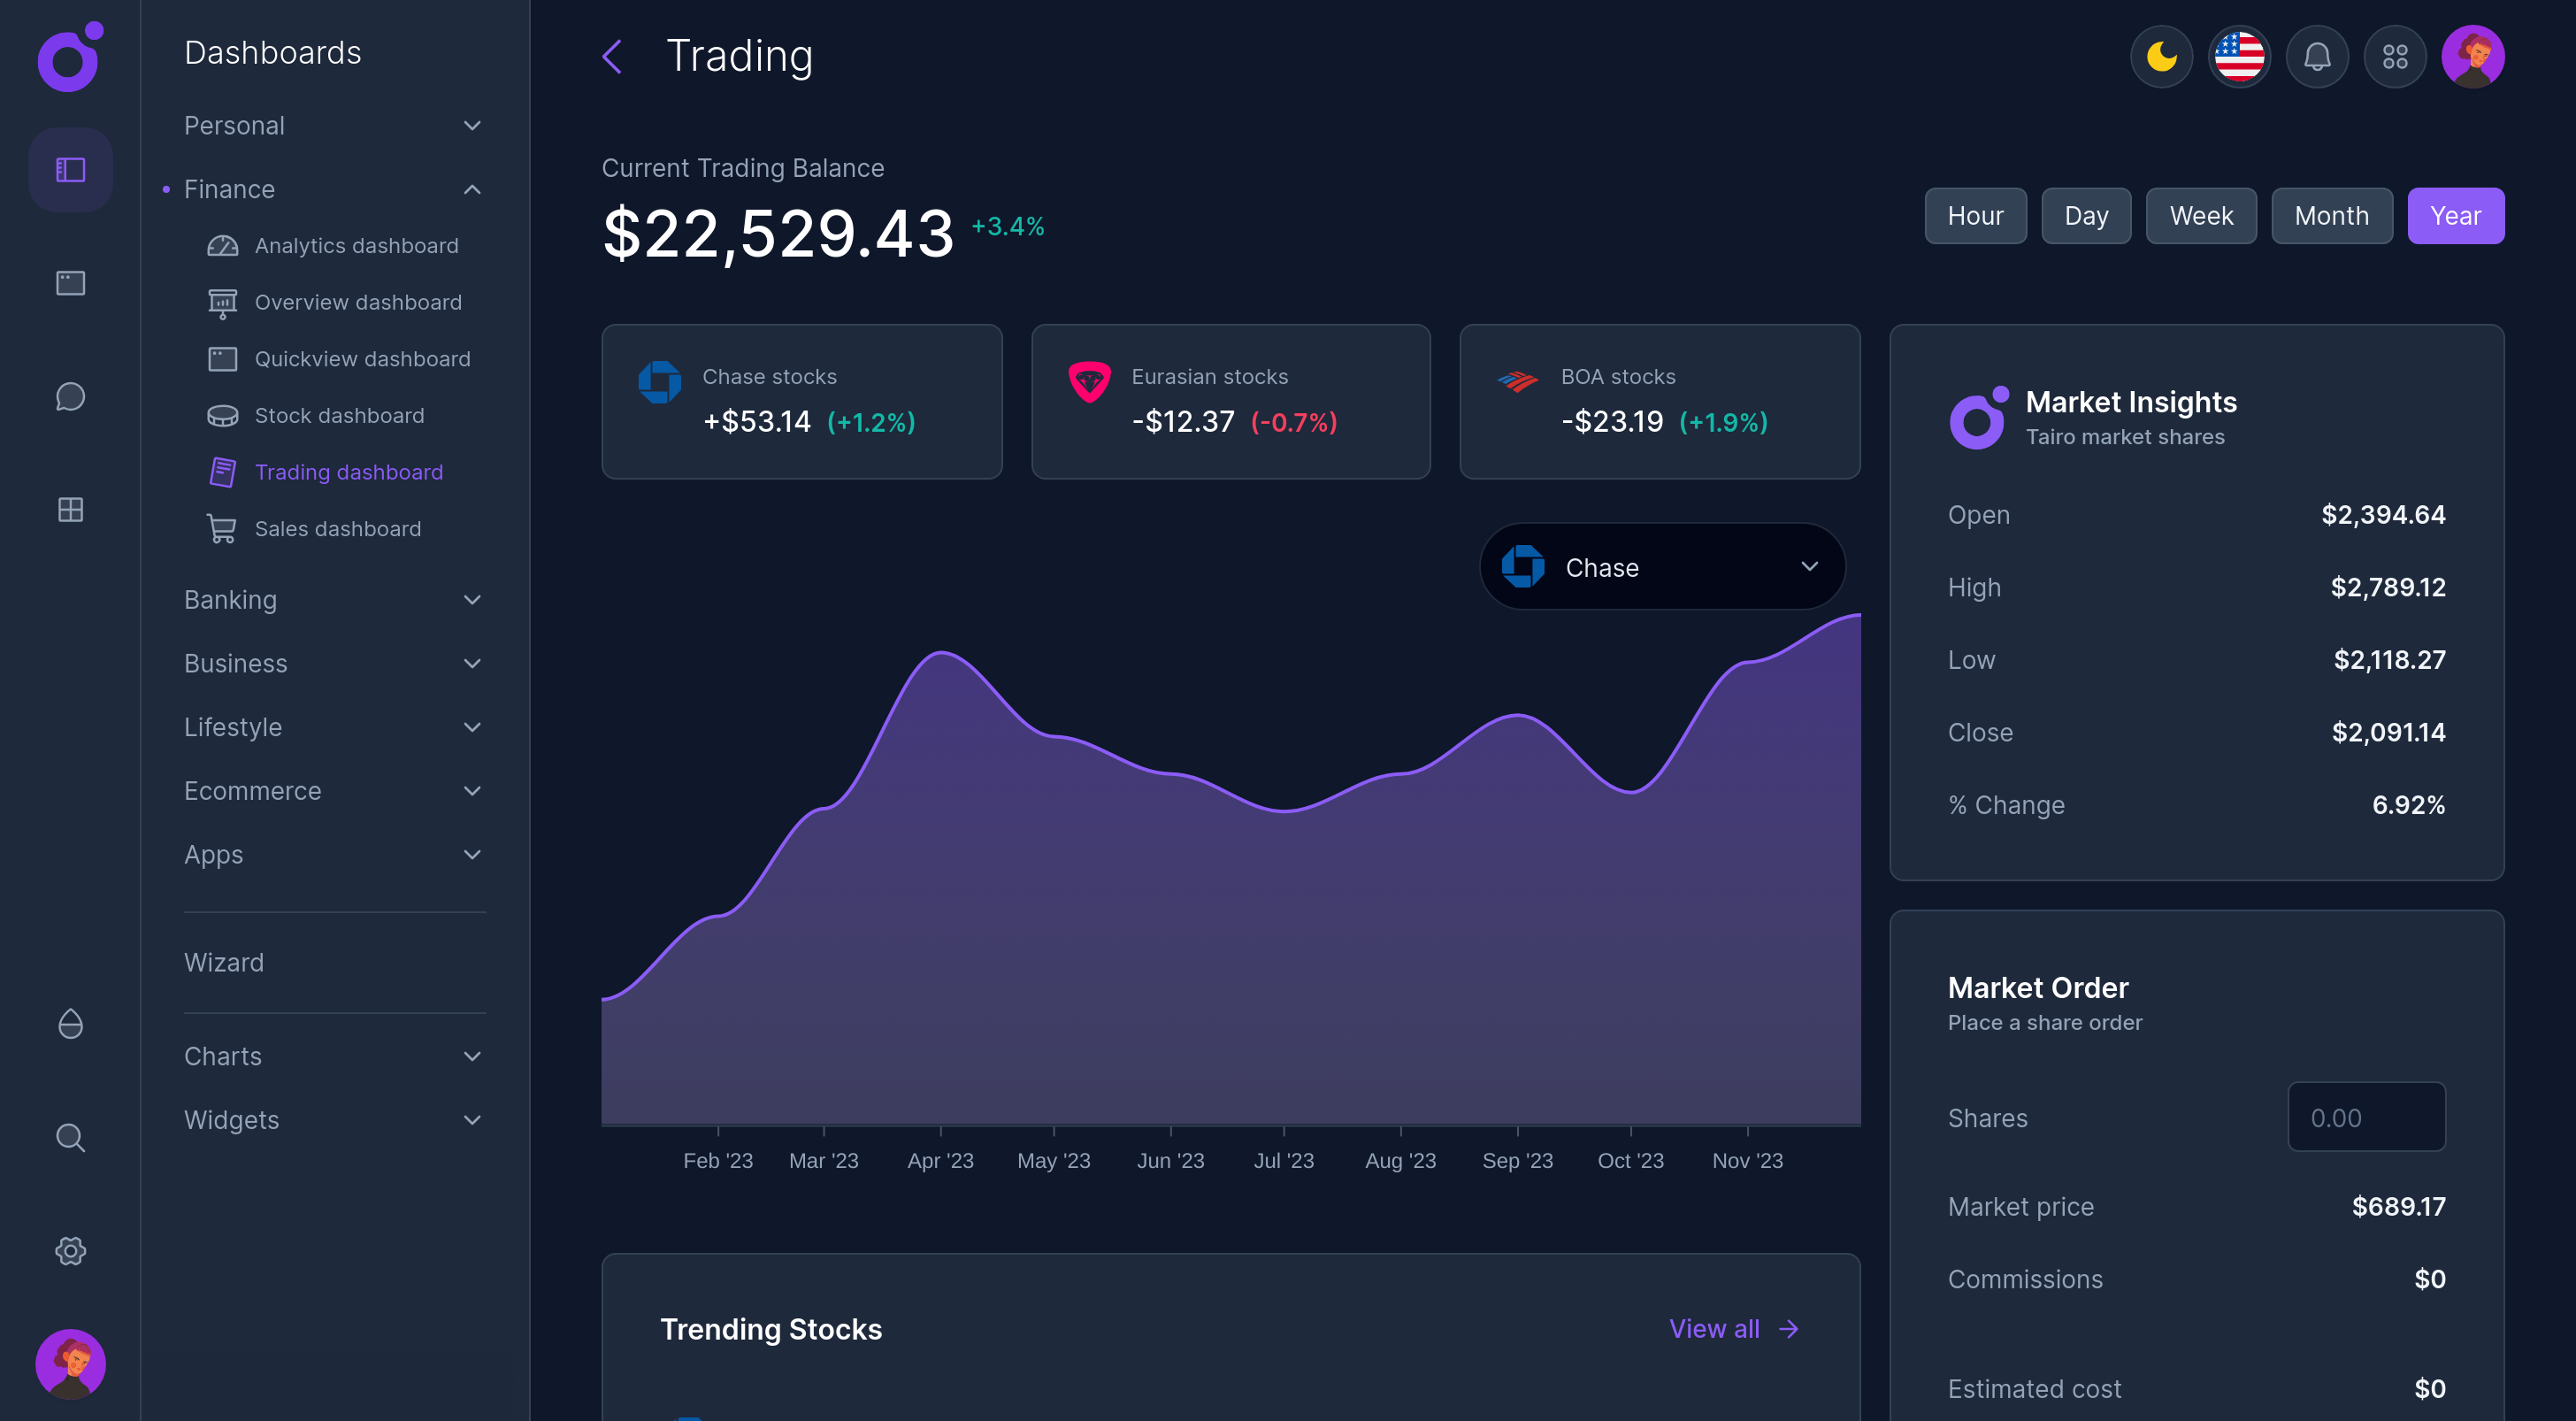 Dashboards
Personal
Finance
Analytics dashboard
Overview dashboard
Quickview dashboard
Stock dashboard
Trading dashboard
Sales dashboard
Banking
Business
Lifestyle
Ecommerce
Apps
Wizard
Charts
Widgets
Trading
Current Trading Balance
$22,529.43 +3.4%
Hour Day Week Month Year
Chase stocks
+$53.14 (+1.2%)
Eurasian stocks
-$12.37 (-0.7%)
BOA stocks
-$23.19 (+1.9%)
Chase
Feb '23 Mar '23 Apr '23 May '23 Jun '23 Jul '23 Aug '23 Sep '23 Oct '23 Nov '23
Trending Stocks
View all
Market Insights
Tairo market shares
Open $2,394.64
High $2,789.12
Low $2,118.27
Close $2,091.14
% Change 6.92%
Market Order
Place a share order
Shares 0.00
Market price $689.17
Commissions $0
Estimated cost $0